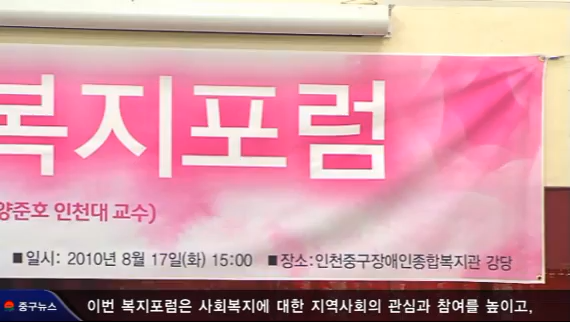 복지포럼
양준호 인천대 교수)
■일시: 2010년 8월 17일(화) 15:00 ■장소:인천중구장애인종합복지관 강당
중구뉴스 이번 복지포럼은 사회복지에 대한 지역사회의 관심과 참여를 높이고,